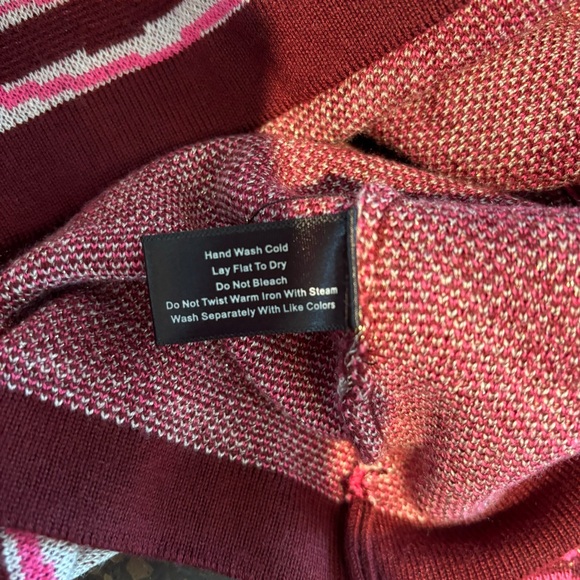 Hand Wash Cold
Lay Flat To Dry
Do Not Bleach
Do Not Twist Warm Iron With Steam
Wash Separately With Like Colors